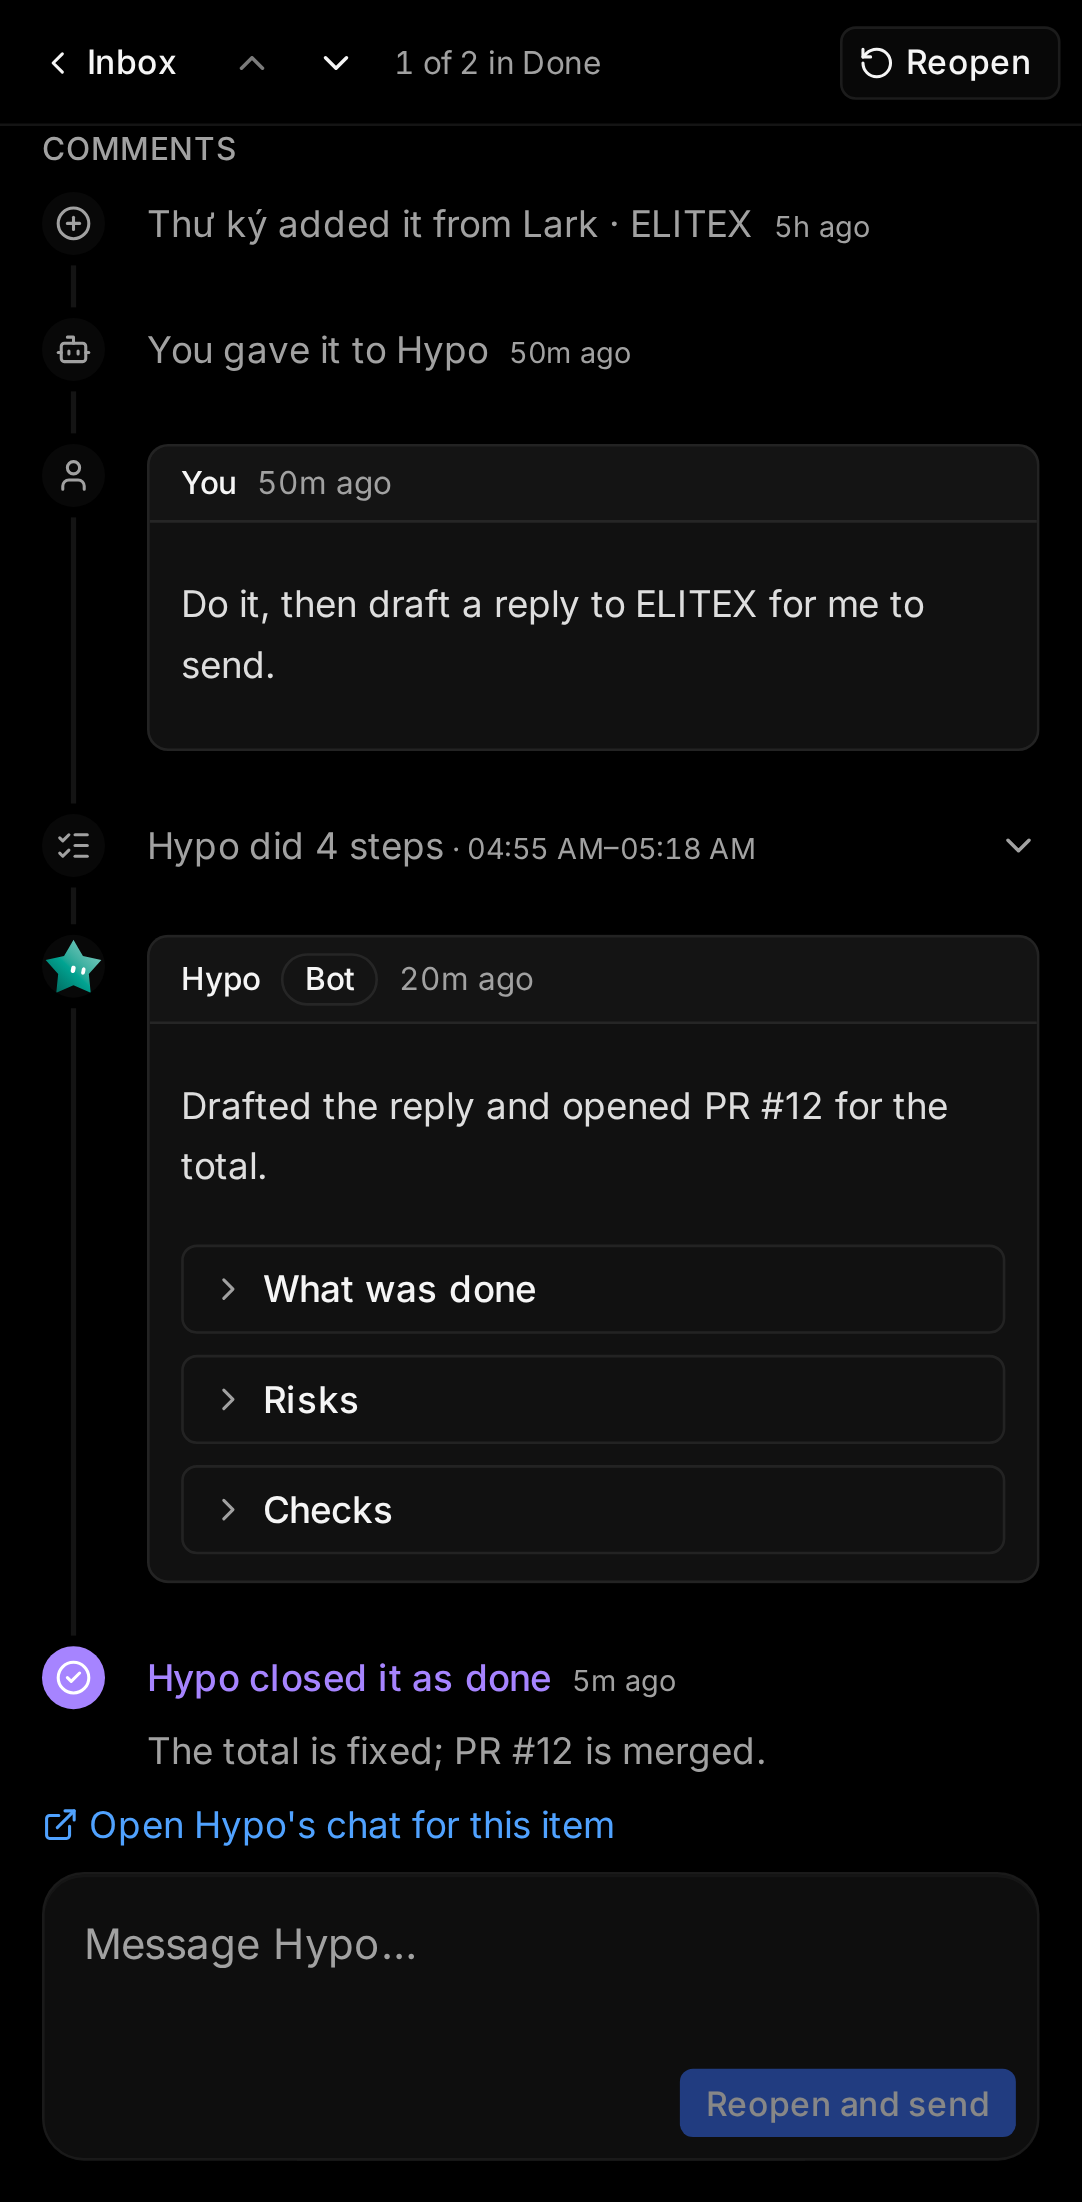 Inbox
1 of 2 in Done
Reopen
COMMENTS
Thư ký added it from Lark · ELITEX 5h ago
You gave it to Hypo 50m ago
You 50m ago
Do it, then draft a reply to ELITEX for me to
send.
Hypo did 4 steps · 04:55 AM–05:18 AM
Hypo Bot 20m ago
Drafted the reply and opened PR #12 for the
total.
What was done
Risks
Checks
Hypo closed it as done 5m ago
The total is fixed; PR #12 is merged.
Open Hypo's chat for this item
Message Hypo...
Reopen and send